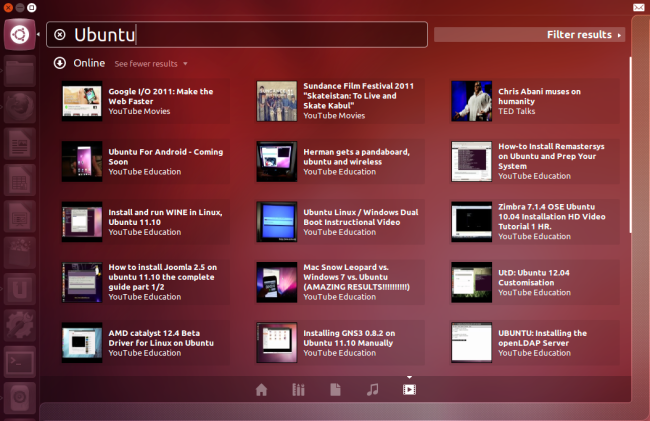 Ubuntu
Filter results
Online See fewer results
Google I/O 2011: Make the
Web Faster
YouTube Movies
Sundance Film Festival 2011
"Skateistan: To Live and
Skate Kabul"
YouTube Movies
Chris Abani muses on
humanity
TED Talks
Ubuntu For Android - Coming
Soon
YouTube Education
Herman gets a pandaboard,
ubuntu and wireless
YouTube Education
How-to Install Remastersys
on Ubuntu and Prep Your
System
YouTube Education
Install and run WINE in Linux,
Ubuntu 11.10
YouTube Education
Ubuntu Linux / Windows Dual
Boot Instructional Video
YouTube Education
Zimbra 7.1.4 OSE Ubuntu
10.04 Installation HD Video
Tutorial 1 HR.
YouTube Education
How to install Joomla 2.5 on
ubuntu 11.10 the complete
guide part 1/2
YouTube Education
Mac Snow Leopard vs.
Windows 7 vs. Ubuntu
(AMAZING RESULTS!!!!!!!!!!)
YouTube Education
UtD: Ubuntu 12.04
Customisation
YouTube Education
AMD catalyst 12.4 Beta
Driver for Linux on Ubuntu
YouTube Education
Installing GNS3 0.8.2 on
Ubuntu 11.10 Manually
YouTube Education
UBUNTU: Installing the
openLDAP Server
YouTube Education